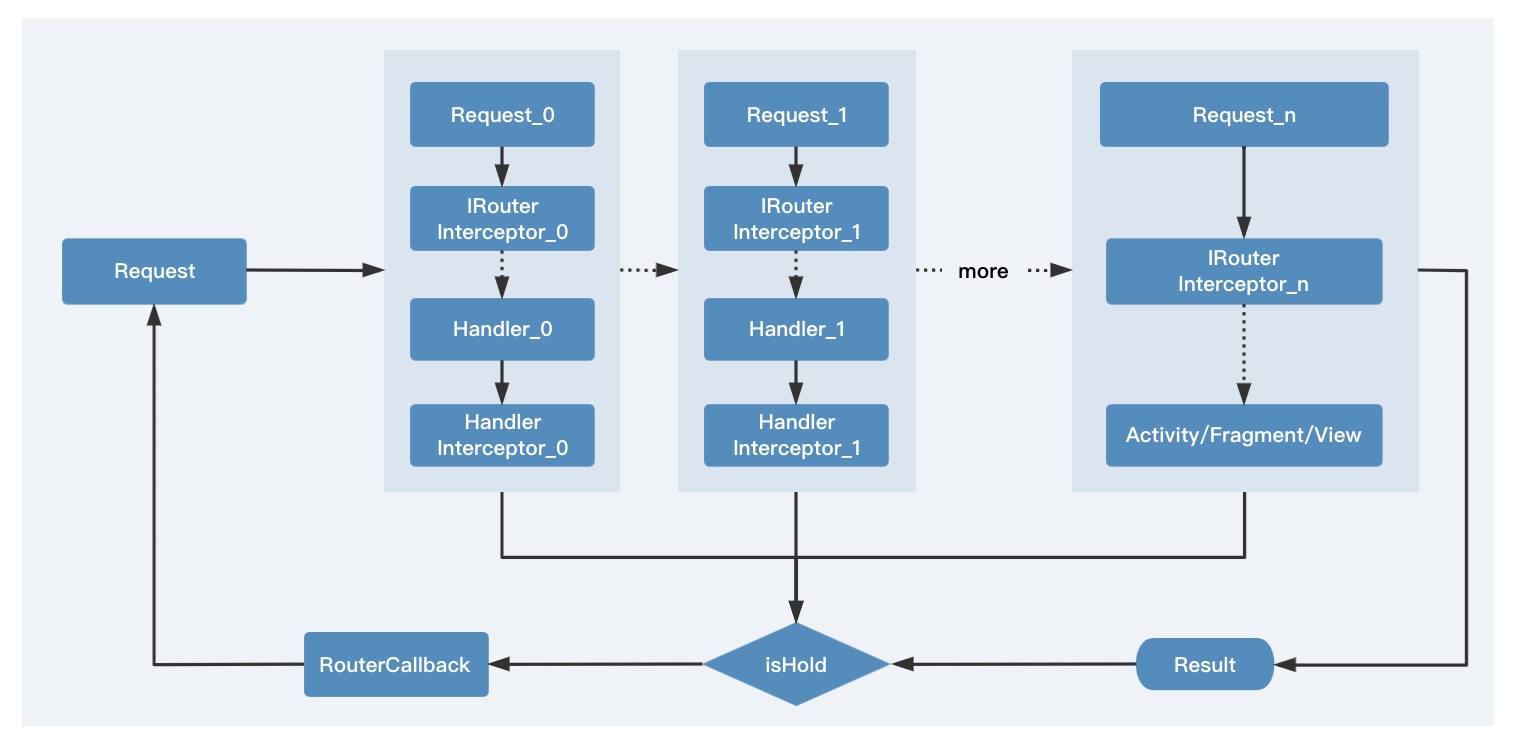 Request
Request_0
IRouter
Interceptor_0
Handler_0
Handler
Interceptor_0
Request_1
IRouter
Interceptor_1
Handler_1
Handler
Interceptor_1
more
Request_n
IRouter
Interceptor_n
Activity/Fragment/View
RouterCallback
isHold
Result